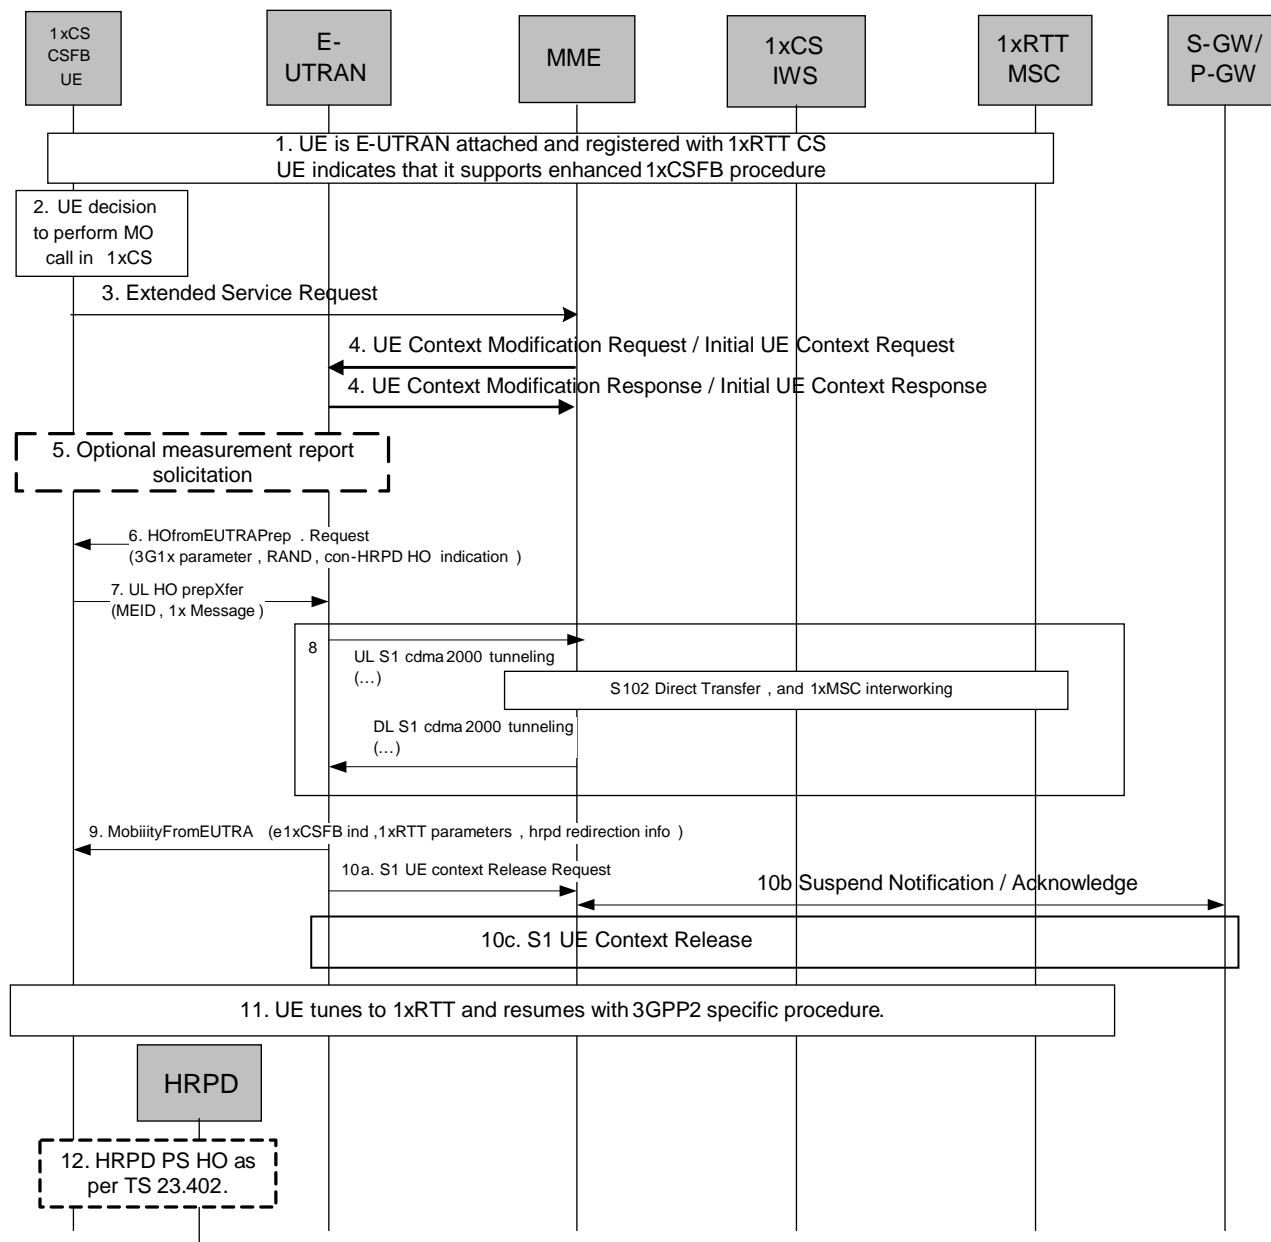 1xCS
CSFB
UE
E-
UTRAN
MME
1xCS
IWS
1xRTT
MSC
S-GW/
P-GW
1. UE is E-UTRAN attached and registered with 1xRTT CS
UE indicates that it supports enhanced 1xCSFB procedure
2. UE decision
to perform MO
call in 1xCS
3. Extended Service Request
4. UE Context Modification Request / Initial UE Context Request
4. UE Context Modification Response / Initial UE Context Response
5. Optional measurement report
solicitation
6. HOfromEUTRAPrep . Request
(3G1x parameter , RAND , con-HRPD HO indication )
7. UL HO prepXfer
(MEID , 1x Message )
8
UL S1 cdma2000 tunneling
(...)
S102 Direct Transfer , and 1xMSC interworking
DL S1 cdma2000 tunneling
(...)
9. MobiiityFromEUTRA (e1xCSFB ind ,1xRTT parameters , hrpd redirection info )
10a. S1 UE context Release Request
10b Suspend Notification / Acknowledge
10c. S1 UE Context Release
11. UE tunes to 1xRTT and resumes with 3GPP2 specific procedure.
HRPD
12. HRPD PS HO as
per TS 23.402.